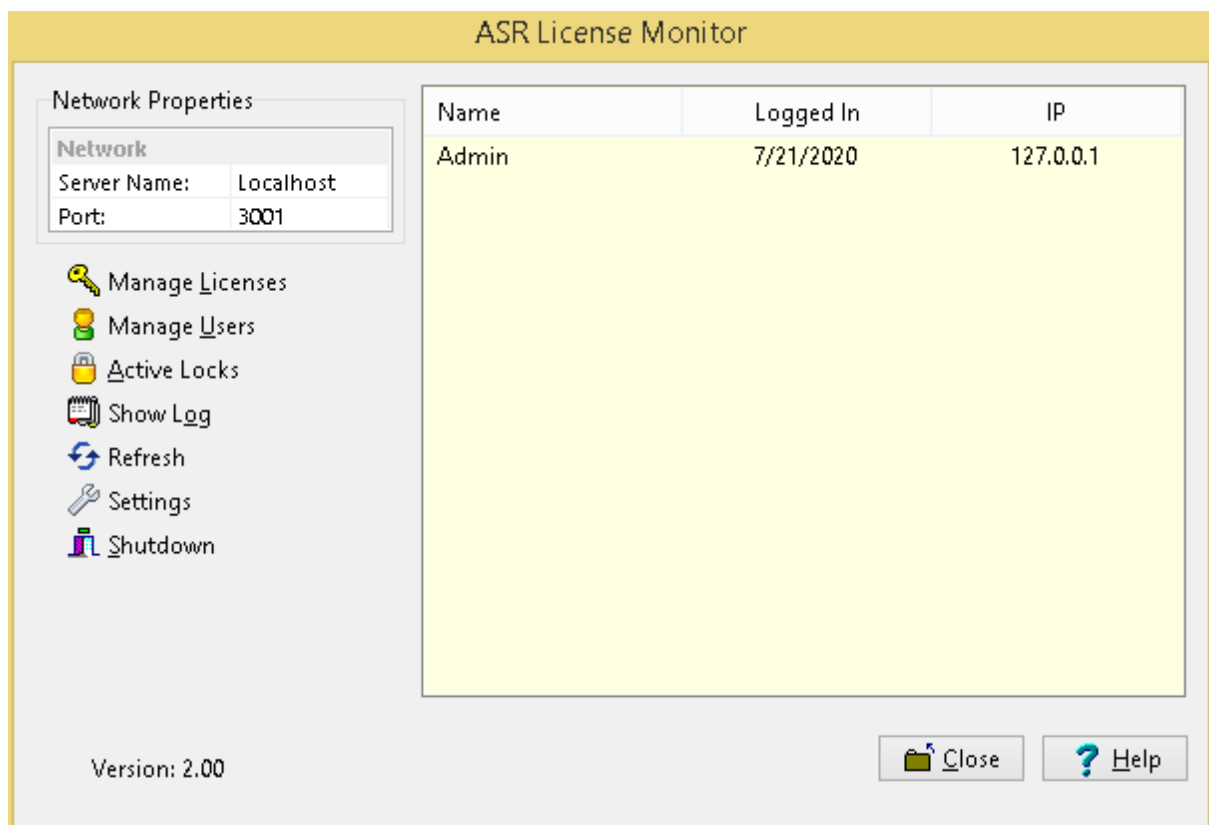 ASR License Monitor
Network Properties
Network
Server Name: Localhost
Port: 3001
Manage Licenses
Manage Users
Active Locks
Show Log
Refresh
Settings
Shutdown
Version: 2.00
Name Logged In IP
Admin 7/21/2020 127.0.0.1
Close Help